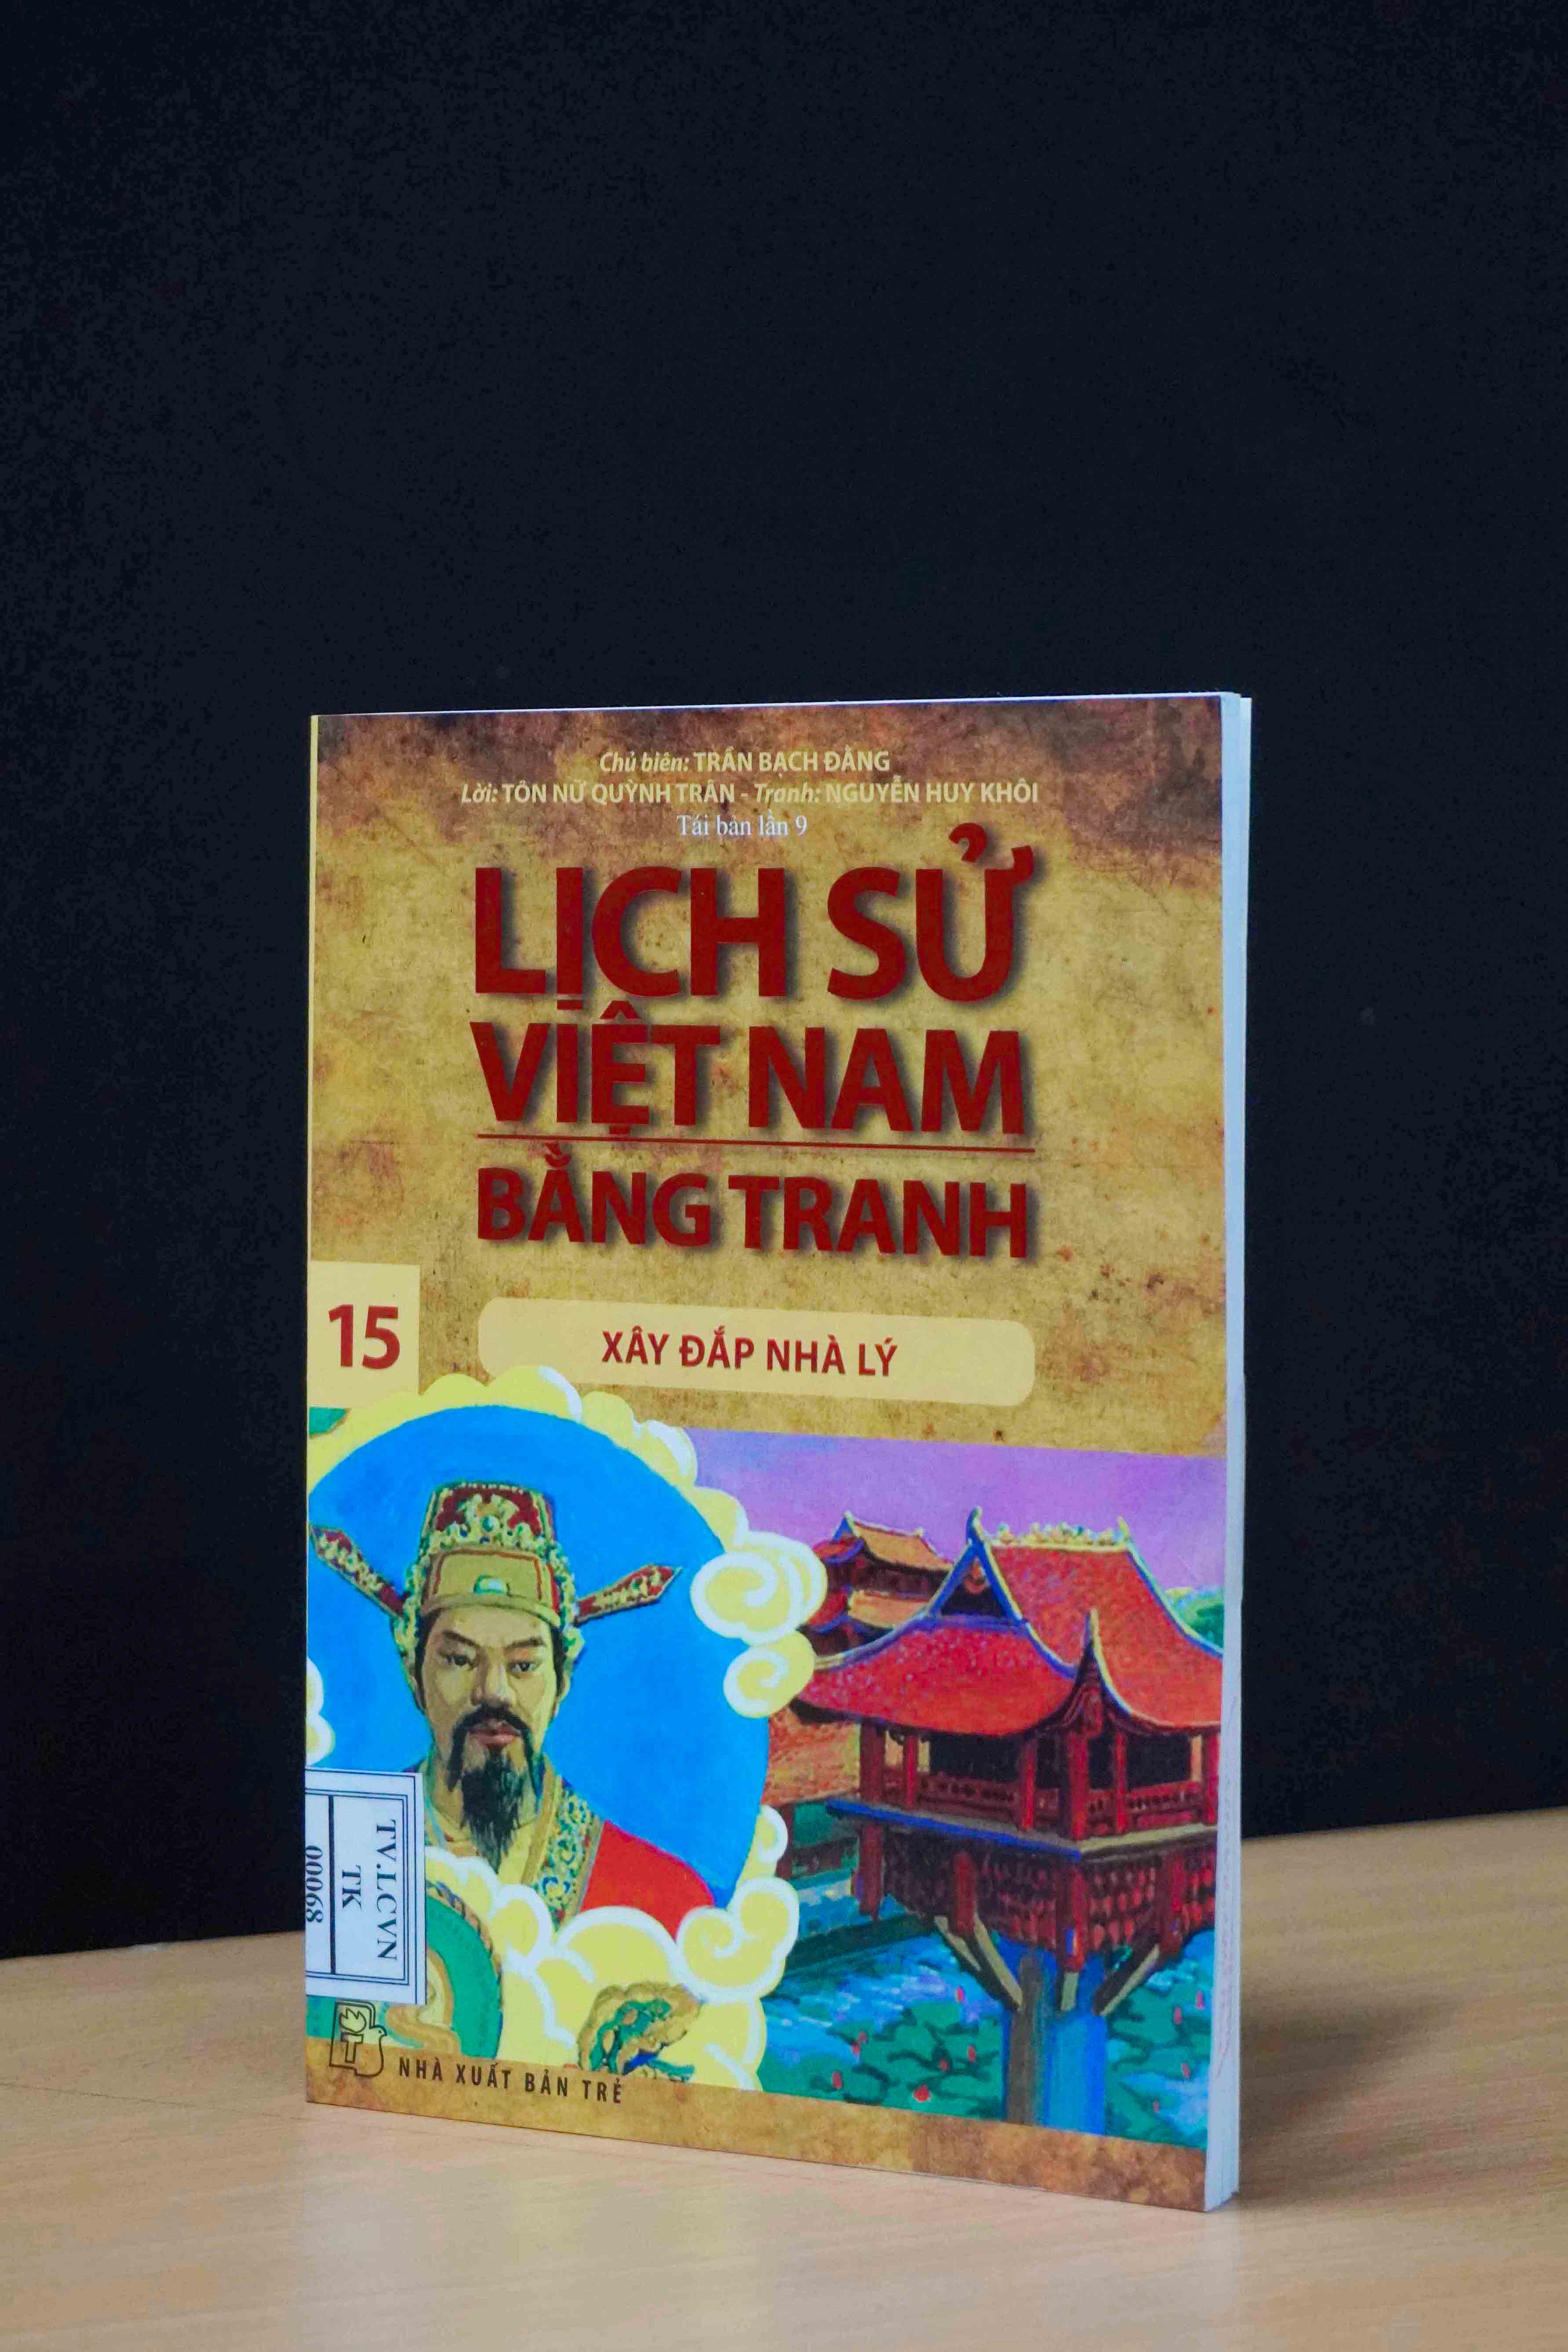 Chủ biên: TRẦN BẠCH ĐẰNG
Lời: TÔN NỮ QUỲNH TRÂN - Tranh: NGUYỄN HUY KHÔI
Tái bản lần 9
LỊCH SỬ
VIỆT NAM
BẰNG TRANH
15
XÂY ĐẮP NHÀ LÝ
TV.LCVN
TK
00068
NHÀ XUẤT BẢN TRẺ